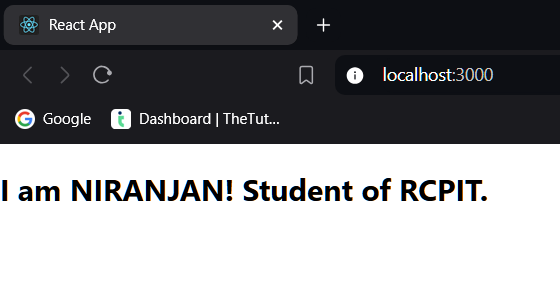 React App
localhost:3000
Google
Dashboard | TheTut...
I am NIRANJAN! Student of RCPIT.